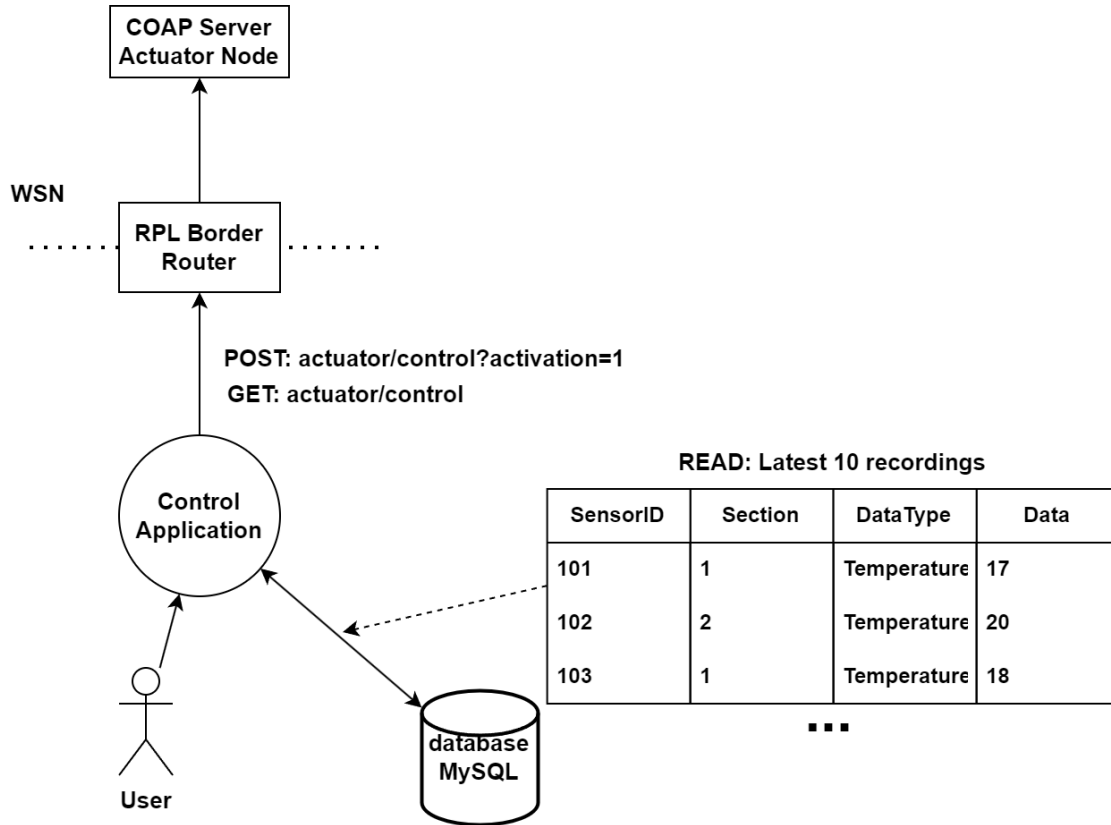 COAP Server
Actuator Node
WSN
RPL Border
Router
POST: actuator/control?activation=1
GET: actuator/control
Control
Application
READ: Latest 10 recordings
SensorID Section DataType Data
101 1 Temperature 17
102 2 Temperature 20
103 1 Temperature 18
...
database
MySQL
User